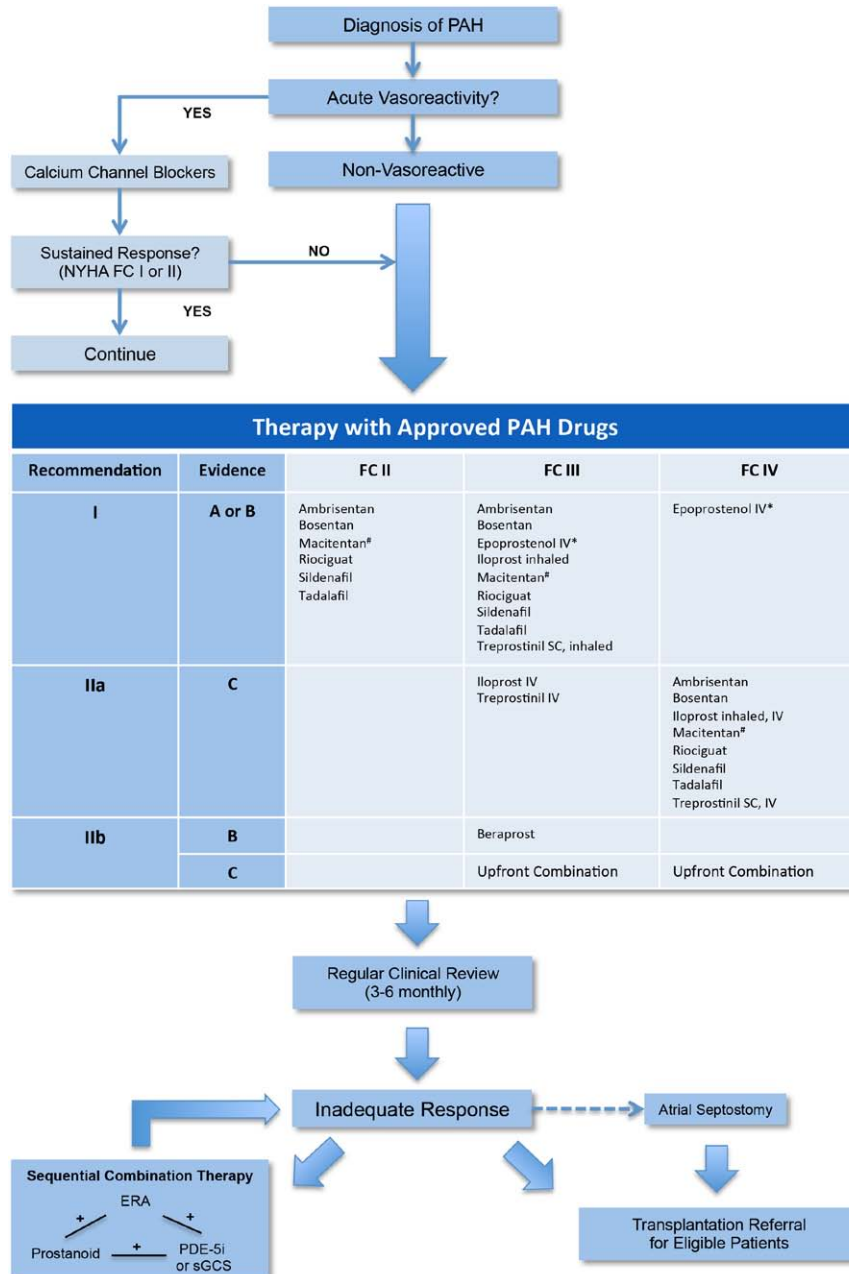 Diagnosis of PAH
Acute Vasoreactivity?
YES
Calcium Channel Blockers
Non-Vasoreactive
Sustained Response?
(NYHA FC I or II)
NO
YES
Continue
Therapy with Approved PAH Drugs
Recommendation Evidence FC II FC III FC IV
I A or B
Ambrisentan
Bosentan
Macitentan#
Riociguat
Sildenafil
Tadalafil
Ambrisentan
Bosentan
Epoprostenol IV*
Iloprost inhaled
Macitentan#
Riociguat
Sildenafil
Tadalafil
Treprostinil SC, inhaled
Epoprostenol IV*
IIa C
Iloprost IV
Treprostinil IV
Ambrisentan
Bosentan
Iloprost inhaled, IV
Macitentan#
Riociguat
Sildenafil
Tadalafil
Treprostinil SC, IV
IIb B Beraprost
C Upfront Combination Upfront Combination
Regular Clinical Review
(3-6 monthly)
Inadequate Response
Atrial Septostomy
Sequential Combination Therapy
ERA
+ +
Prostanoid + PDE-5i
or sGCS
Transplantation Referral
for Eligible Patients